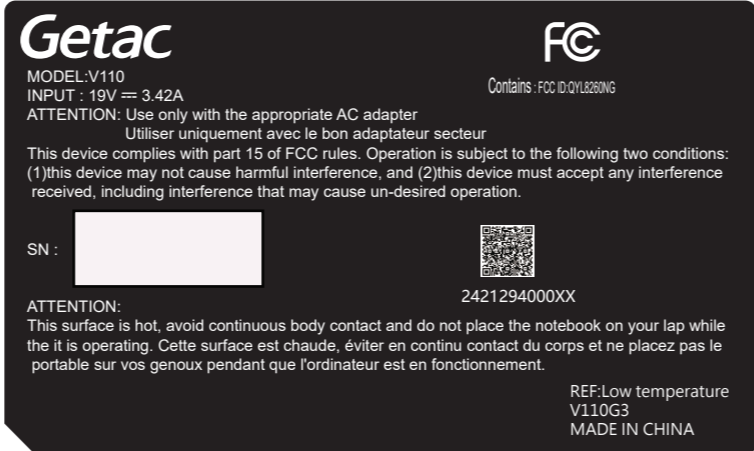 Getac
FC
MODEL:V110
Contains : FCC ID:QYL8260NG
INPUT : 19V ⎓ 3.42A
ATTENTION: Use only with the appropriate AC adapter
Utiliser uniquement avec le bon adaptateur secteur
This device complies with part 15 of FCC rules. Operation is subject to the following two conditions:
(1)this device may not cause harmful interference, and (2)this device must accept any interference
received, including interference that may cause un-desired operation.
SN :
2421294000XX
ATTENTION:
This surface is hot, avoid continuous body contact and do not place the notebook on your lap while
the it is operating. Cette surface est chaude, éviter en continu contact du corps et ne placez pas le
portable sur vos genoux pendant que l'ordinateur est en fonctionnement.
REF:Low temperature
V110G3
MADE IN CHINA